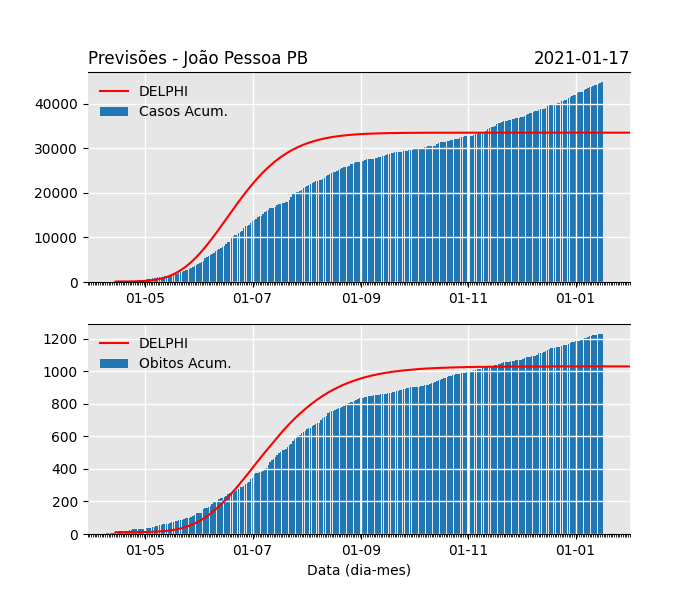 Previsões - João Pessoa PB 2021-01-17
DELPHI
Casos Acum.
40000
30000
20000
10000
0
01-05 01-07 01-09 01-11 01-01
DELPHI
Obitos Acum.
1200
1000
800
600
400
200
0
01-05 01-07 01-09 01-11 01-01
Data (dia-mes)